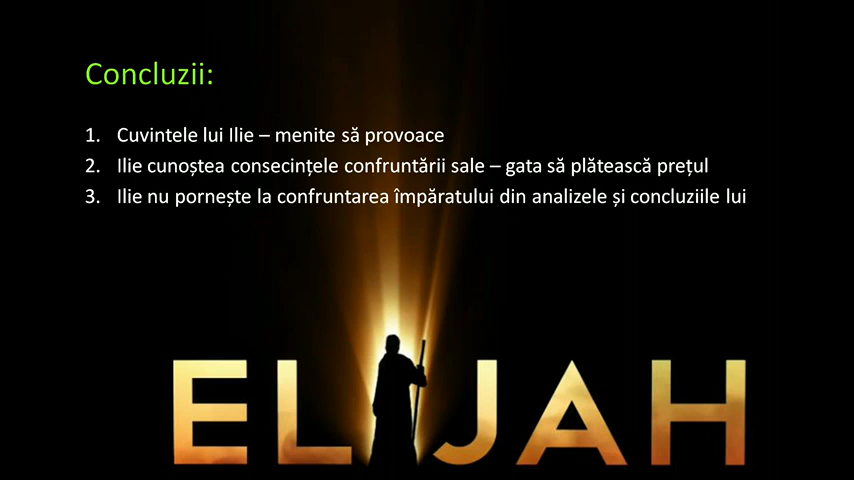 Concluzii:
1. Cuvintele lui Ilie – menite să provoace
2. Ilie cunoștea consecințele confruntării sale – gata să plătească prețul
3. Ilie nu pornește la confruntarea împăratului din analizele și concluziile lui
ELIJAH